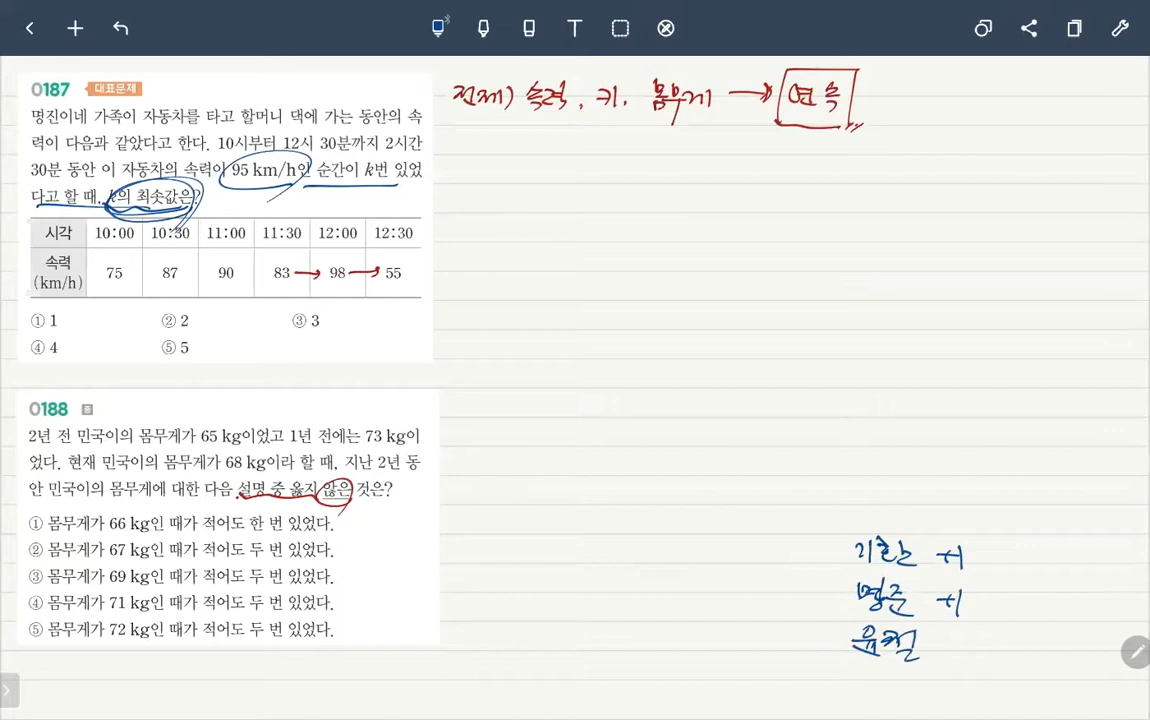 0187 대표문제
명진이네 가족이 자동차를 타고 할머니 댁에 가는 동안의 속
력이 다음과 같았다고 한다. 10시부터 12시 30분까지 2시간
30분 동안 이 자동차의 속력이 95 km/h인 순간이 k번 있었
다고 할 때, k의 최솟값은?
시각 10:00 10:30 11:00 11:30 12:00 12:30
속력
(km/h) 75 87 90 83 98 55
① 1 ② 2 ③ 3
④ 4 ⑤ 5
전제) 속력, 키, 몸무게 → 연속
0188 중
2년 전 민국이의 몸무게가 65 kg이었고 1년 전에는 73 kg이
었다. 현재 민국이의 몸무게가 68 kg이라 할 때, 지난 2년 동
안 민국이의 몸무게에 대한 다음 설명 중 옳지 않은 것은?
① 몸무게가 66 kg인 때가 적어도 한 번 있었다.
② 몸무게가 67 kg인 때가 적어도 두 번 있었다.
③ 몸무게가 69 kg인 때가 적어도 두 번 있었다.
④ 몸무게가 71 kg인 때가 적어도 두 번 있었다.
⑤ 몸무게가 72 kg인 때가 적어도 두 번 있었다.
+1
명준 +1